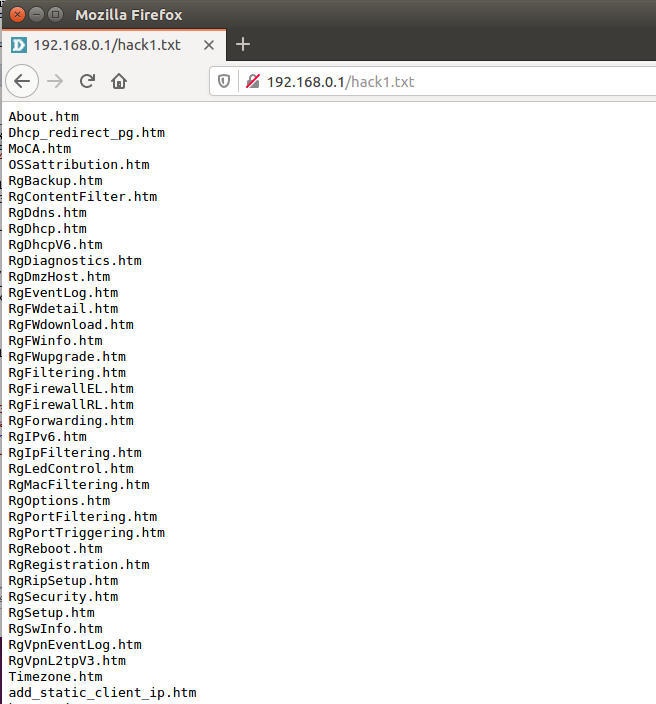 Mozilla Firefox
192.168.0.1/hack1.txt
192.168.0.1/hack1.txt
About.htm
Dhcp_redirect_pg.htm
MoCA.htm
OSSattribution.htm
RgBackup.htm
RgContentFilter.htm
RgDdns.htm
RgDhcp.htm
RgDhcpV6.htm
RgDiagnostics.htm
RgDmzHost.htm
RgEventLog.htm
RgFWdetail.htm
RgFWdownload.htm
RgFWinfo.htm
RgFWupgrade.htm
RgFiltering.htm
RgFirewallEL.htm
RgFirewallRL.htm
RgForwarding.htm
RgIPv6.htm
RgIpFiltering.htm
RgLedControl.htm
RgMacFiltering.htm
RgOptions.htm
RgPortFiltering.htm
RgPortTriggering.htm
RgReboot.htm
RgRegistration.htm
RgRipSetup.htm
RgSecurity.htm
RgSetup.htm
RgSwInfo.htm
RgVpnEventLog.htm
RgVpnL2tpV3.htm
Timezone.htm
add_static_client_ip.htm